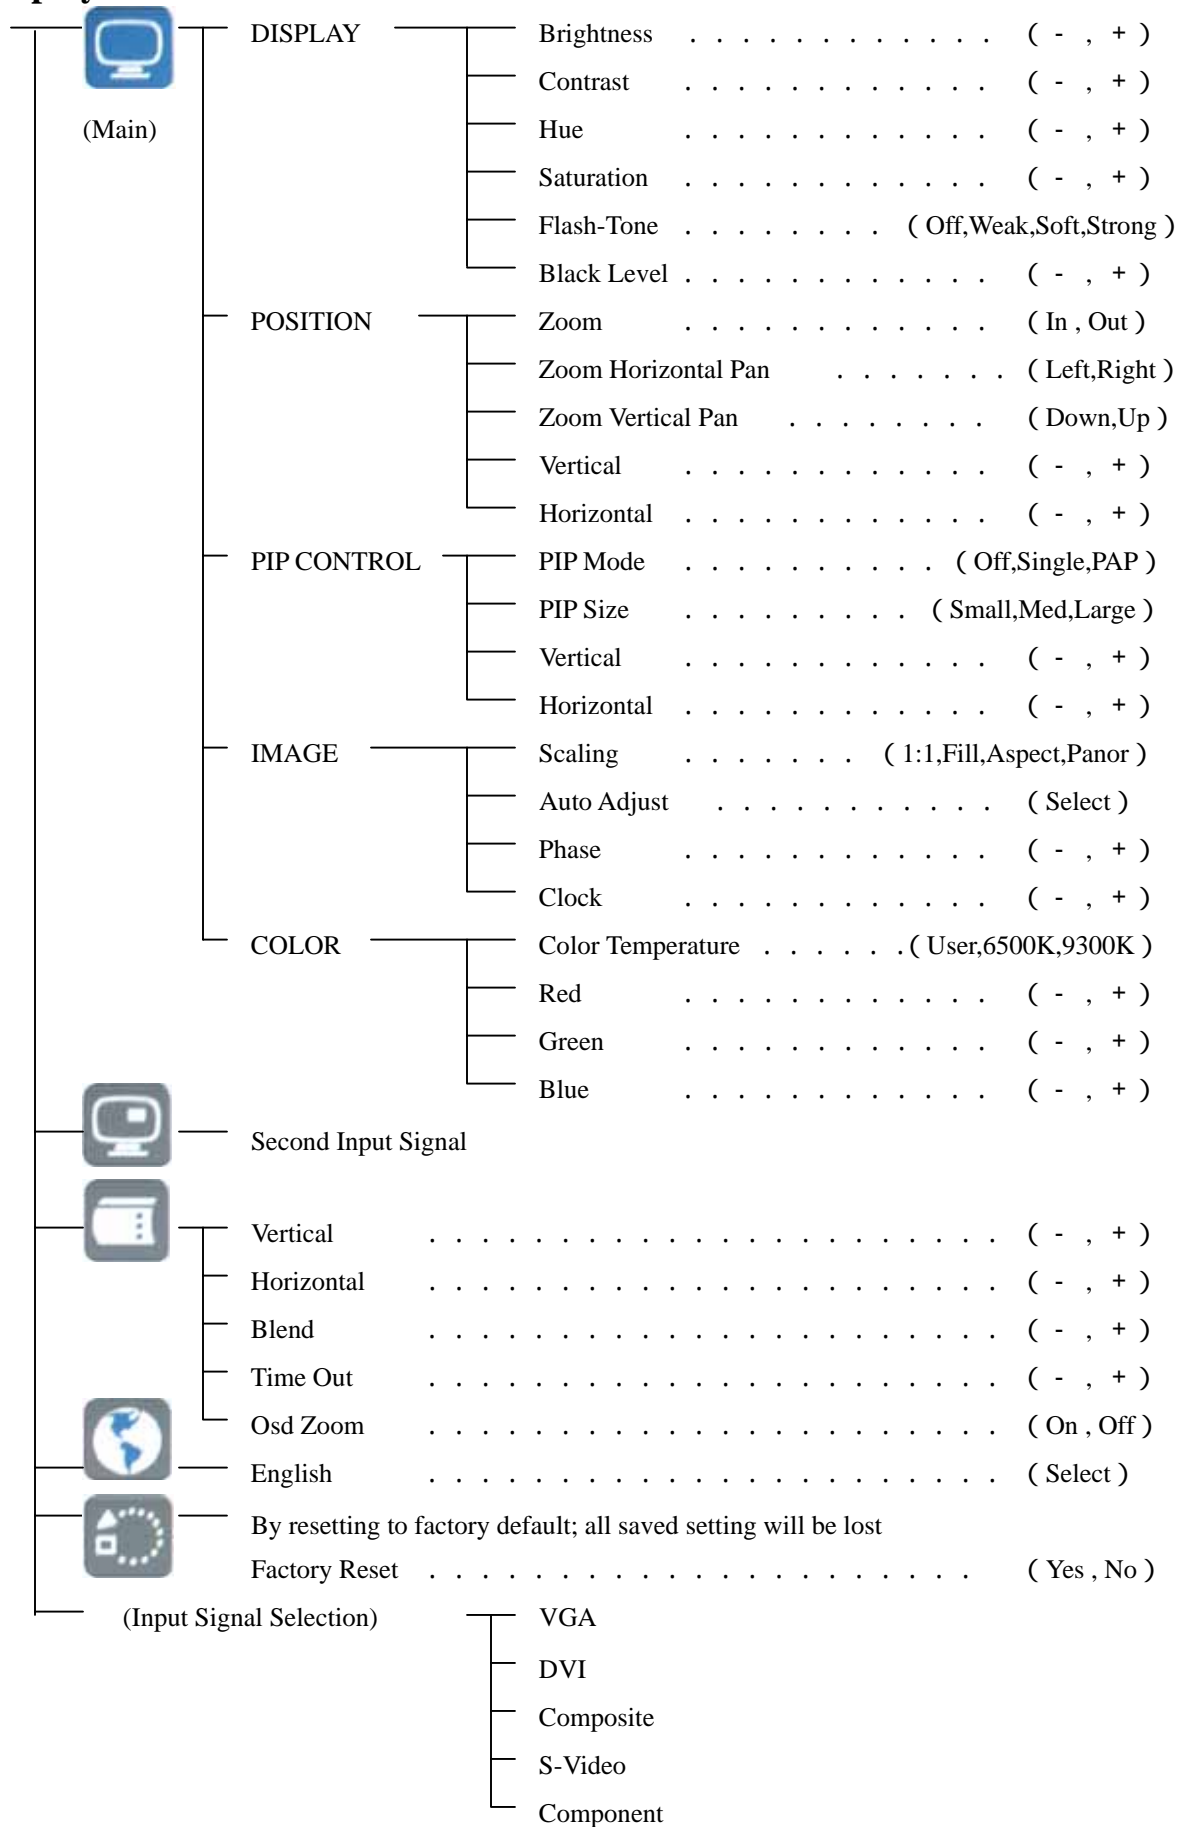 DISPLAY Brightness . . . . . . . . . . . . ( - , + )
Contrast . . . . . . . . . . . . ( - , + )
(Main) Hue . . . . . . . . . . . . ( - , + )
Saturation . . . . . . . . . . . . ( - , + )
Flash-Tone . . . . . . . . ( Off,Weak,Soft,Strong )
Black Level . . . . . . . . . . . . ( - , + )
POSITION Zoom . . . . . . . . . . . . ( In , Out )
Zoom Horizontal Pan . . . . . . . ( Left,Right )
Zoom Vertical Pan . . . . . . . . ( Down,Up )
Vertical . . . . . . . . . . . . ( - , + )
Horizontal . . . . . . . . . . . . ( - , + )
PIP CONTROL PIP Mode . . . . . . . . . . ( Off,Single,PAP )
PIP Size . . . . . . . . . ( Small,Med,Large )
Vertical . . . . . . . . . . . . ( - , + )
Horizontal . . . . . . . . . . . . ( - , + )
IMAGE Scaling . . . . . . . ( 1:1,Fill,Aspect,Panor )
Auto Adjust . . . . . . . . . . . ( Select )
Phase . . . . . . . . . . . . ( - , + )
Clock . . . . . . . . . . . . ( - , + )
COLOR Color Temperature . . . . . . ( User,6500K,9300K )
Red . . . . . . . . . . . . ( - , + )
Green . . . . . . . . . . . . ( - , + )
Blue . . . . . . . . . . . . ( - , + )
Second Input Signal
Vertical . . . . . . . . . . . . . . . . . . . . . . ( - , + )
Horizontal . . . . . . . . . . . . . . . . . . . . . . ( - , + )
Blend . . . . . . . . . . . . . . . . . . . . . . ( - , + )
Time Out . . . . . . . . . . . . . . . . . . . . . . ( - , + )
Osd Zoom . . . . . . . . . . . . . . . . . . . . . . ( On , Off )
English . . . . . . . . . . . . . . . . . . . . . . ( Select )
By resetting to factory default; all saved setting will be lost
Factory Reset . . . . . . . . . . . . . . . . . . . . . ( Yes , No )
(Input Signal Selection) VGA
DVI
Composite
S-Video
Component